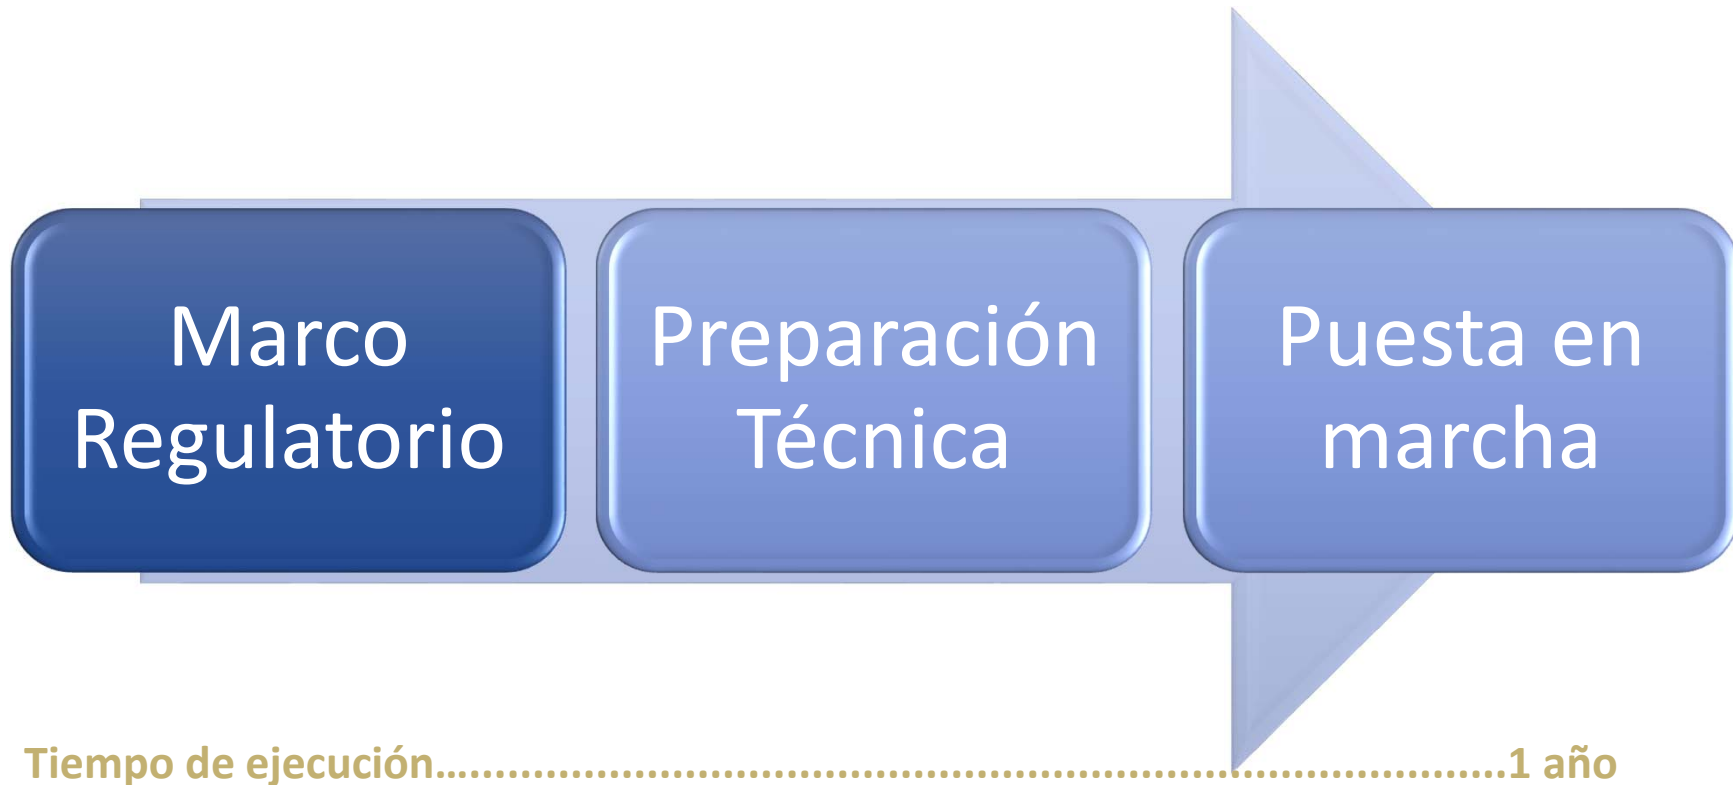 Marco
Regulatorio
Preparación
Técnica
Puesta en
marcha
Tiempo de ejecución…..................................................................................1 año